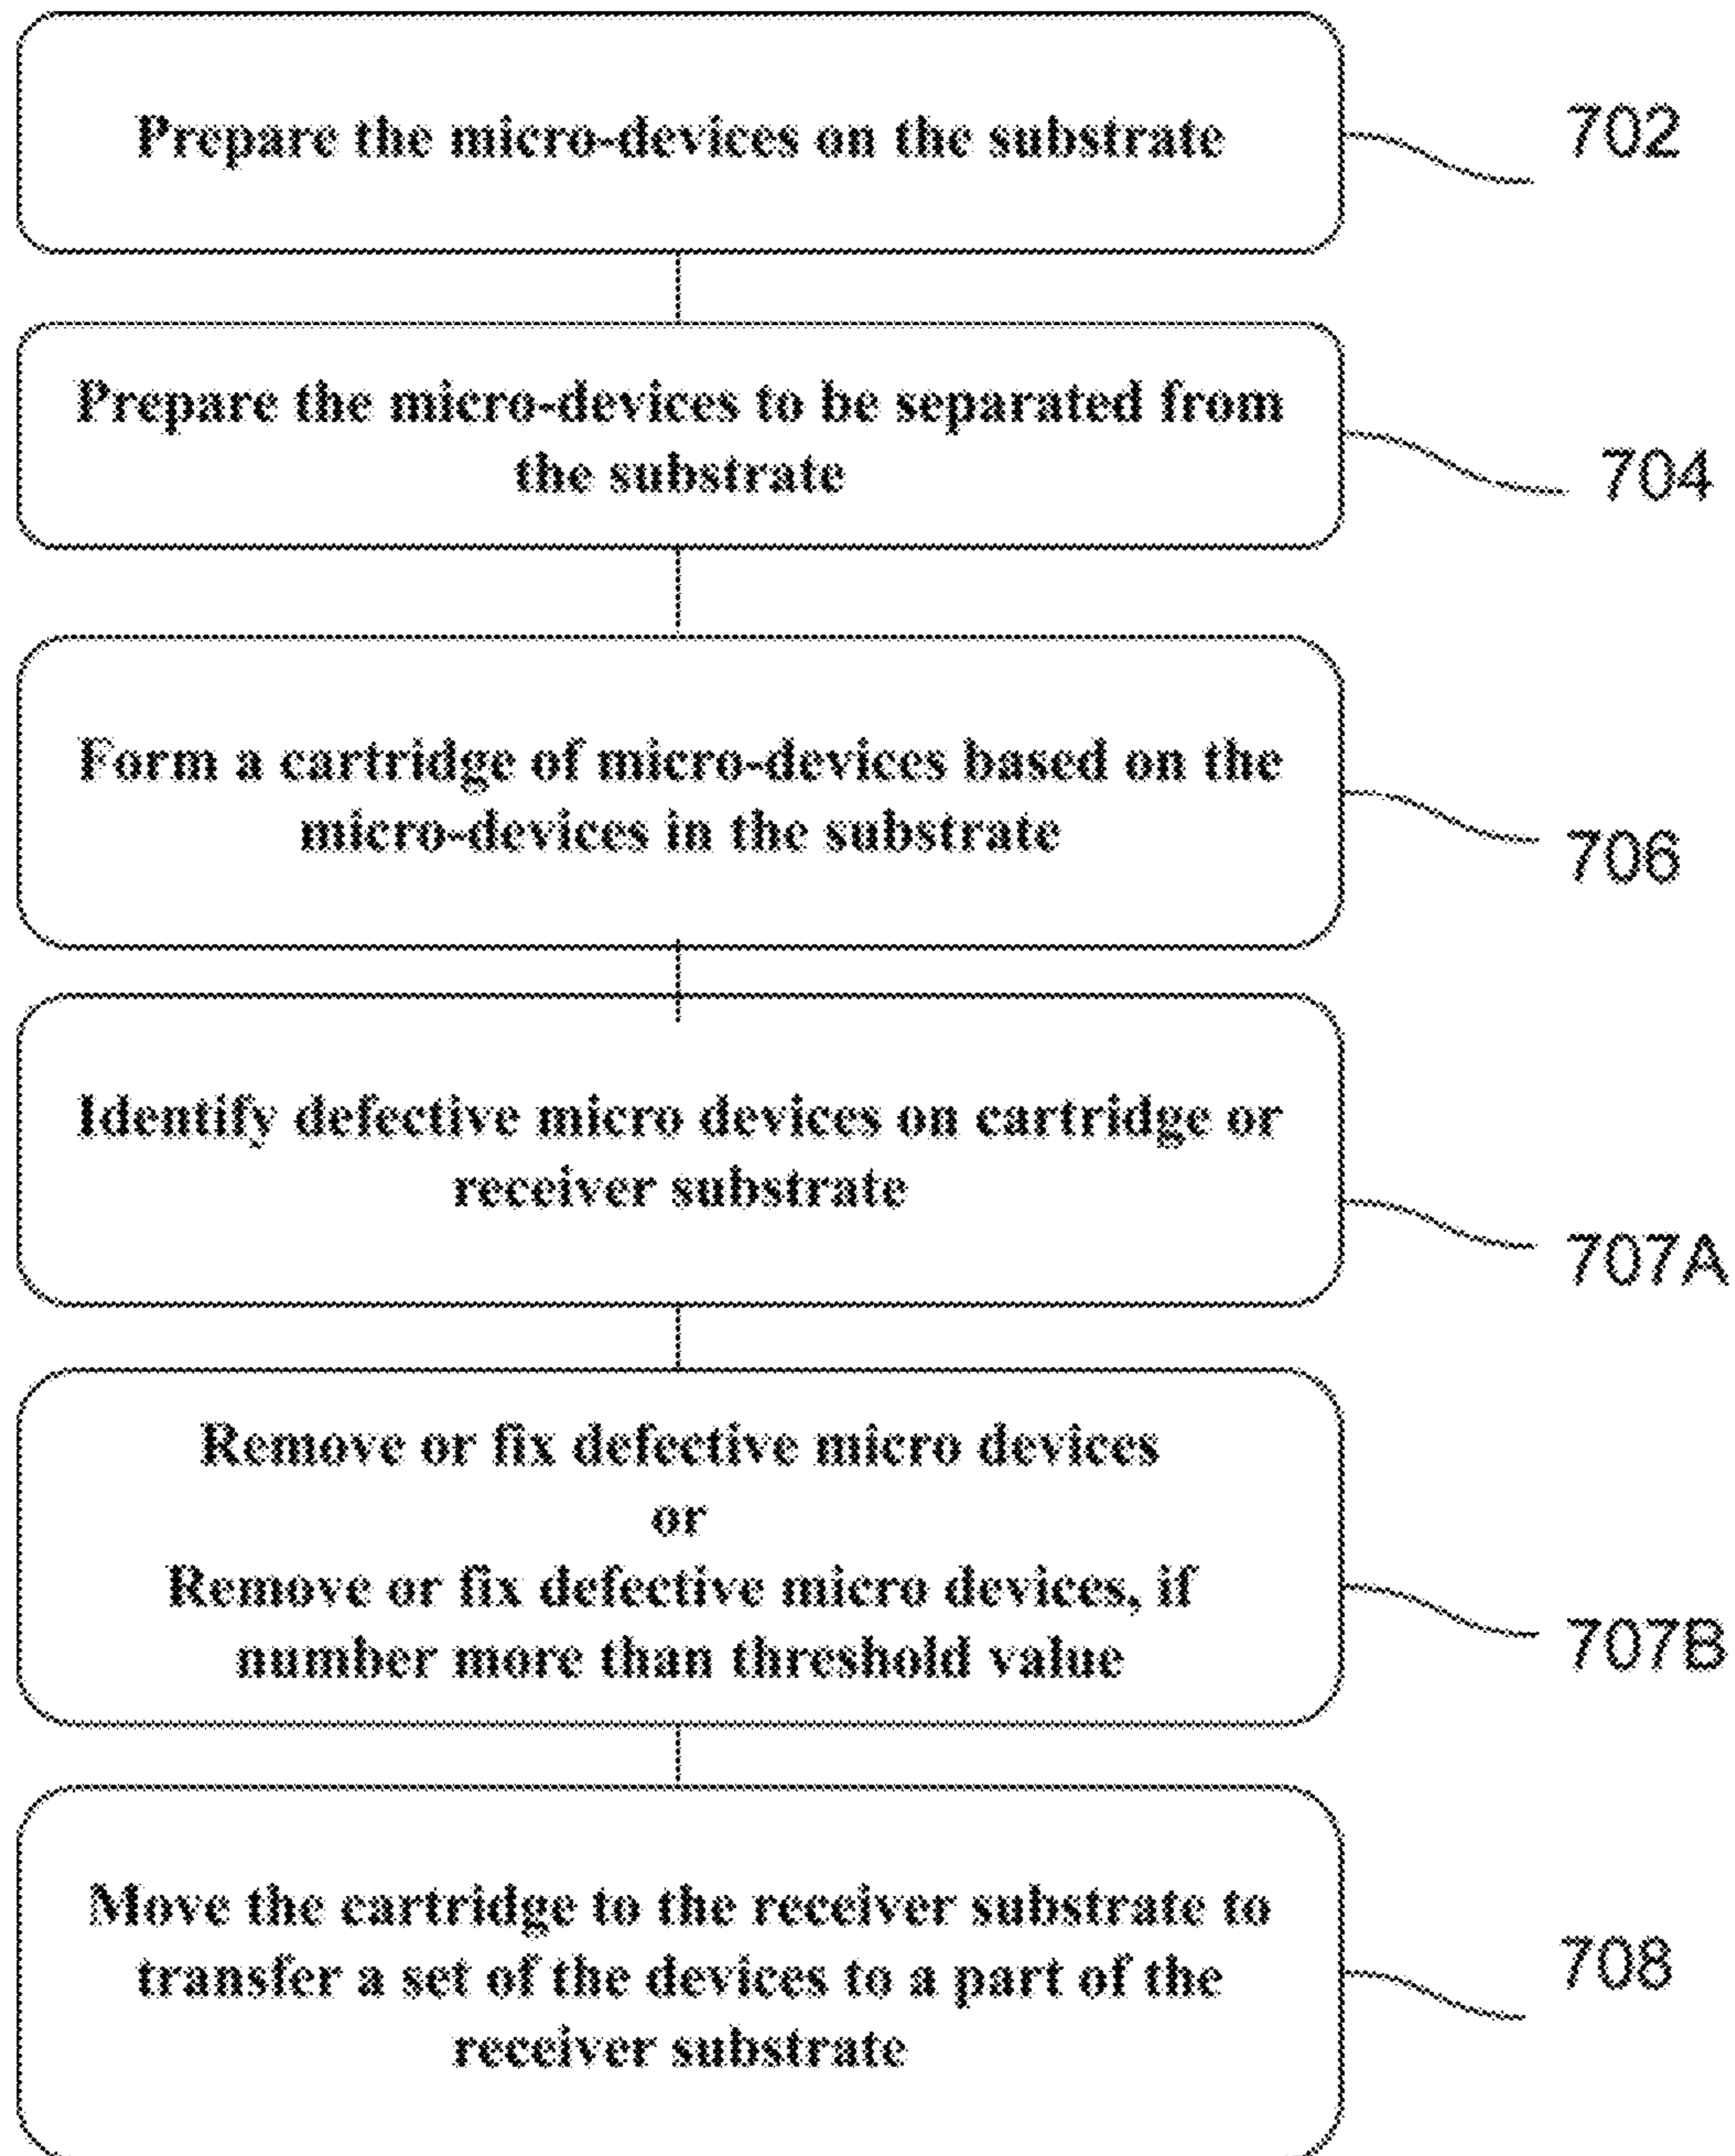 Prepare the micro-devices on the substrate
702
Prepare the micro-devices to be separated from
the substrate
704
Form a cartridge of micro-devices based on the
micro-devices in the substrate
706
Identify defective micro devices on cartridge or
receiver substrate
707A
Remove or fix defective micro devices
or
Remove or fix defective micro devices, if
number more than threshold value
707B
Move the cartridge to the receiver substrate to
transfer a set of the devices to a part of the
receiver substrate
708